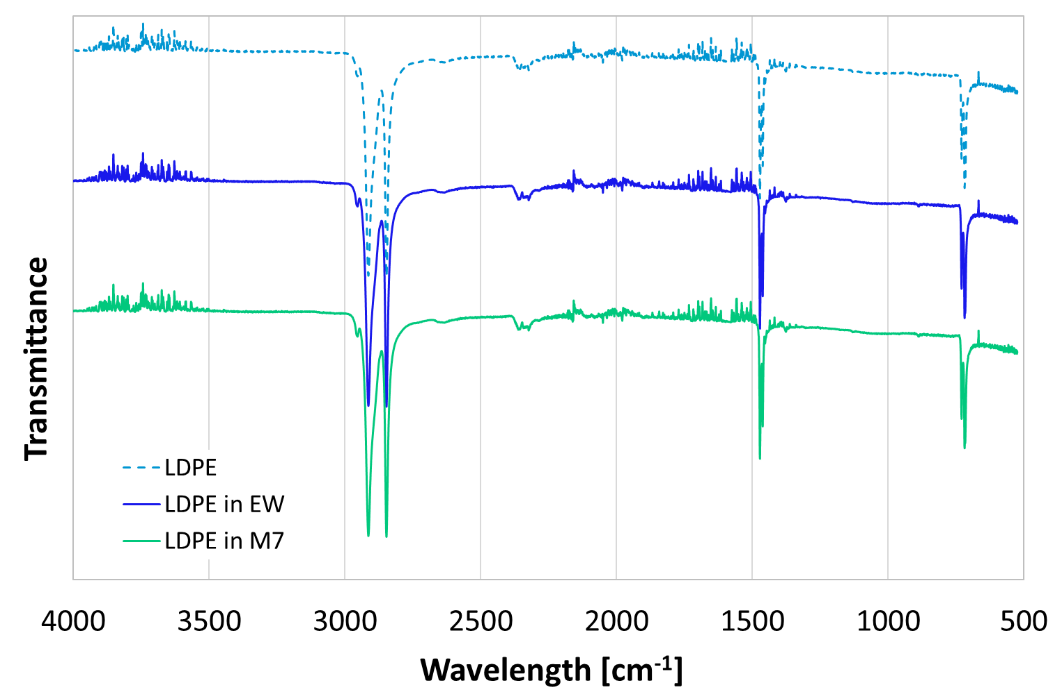 Transmittance
LDPE
LDPE in EW
LDPE in M7
4000 3500 3000 2500 2000 1500 1000 500
Wavelength [cm⁻¹]